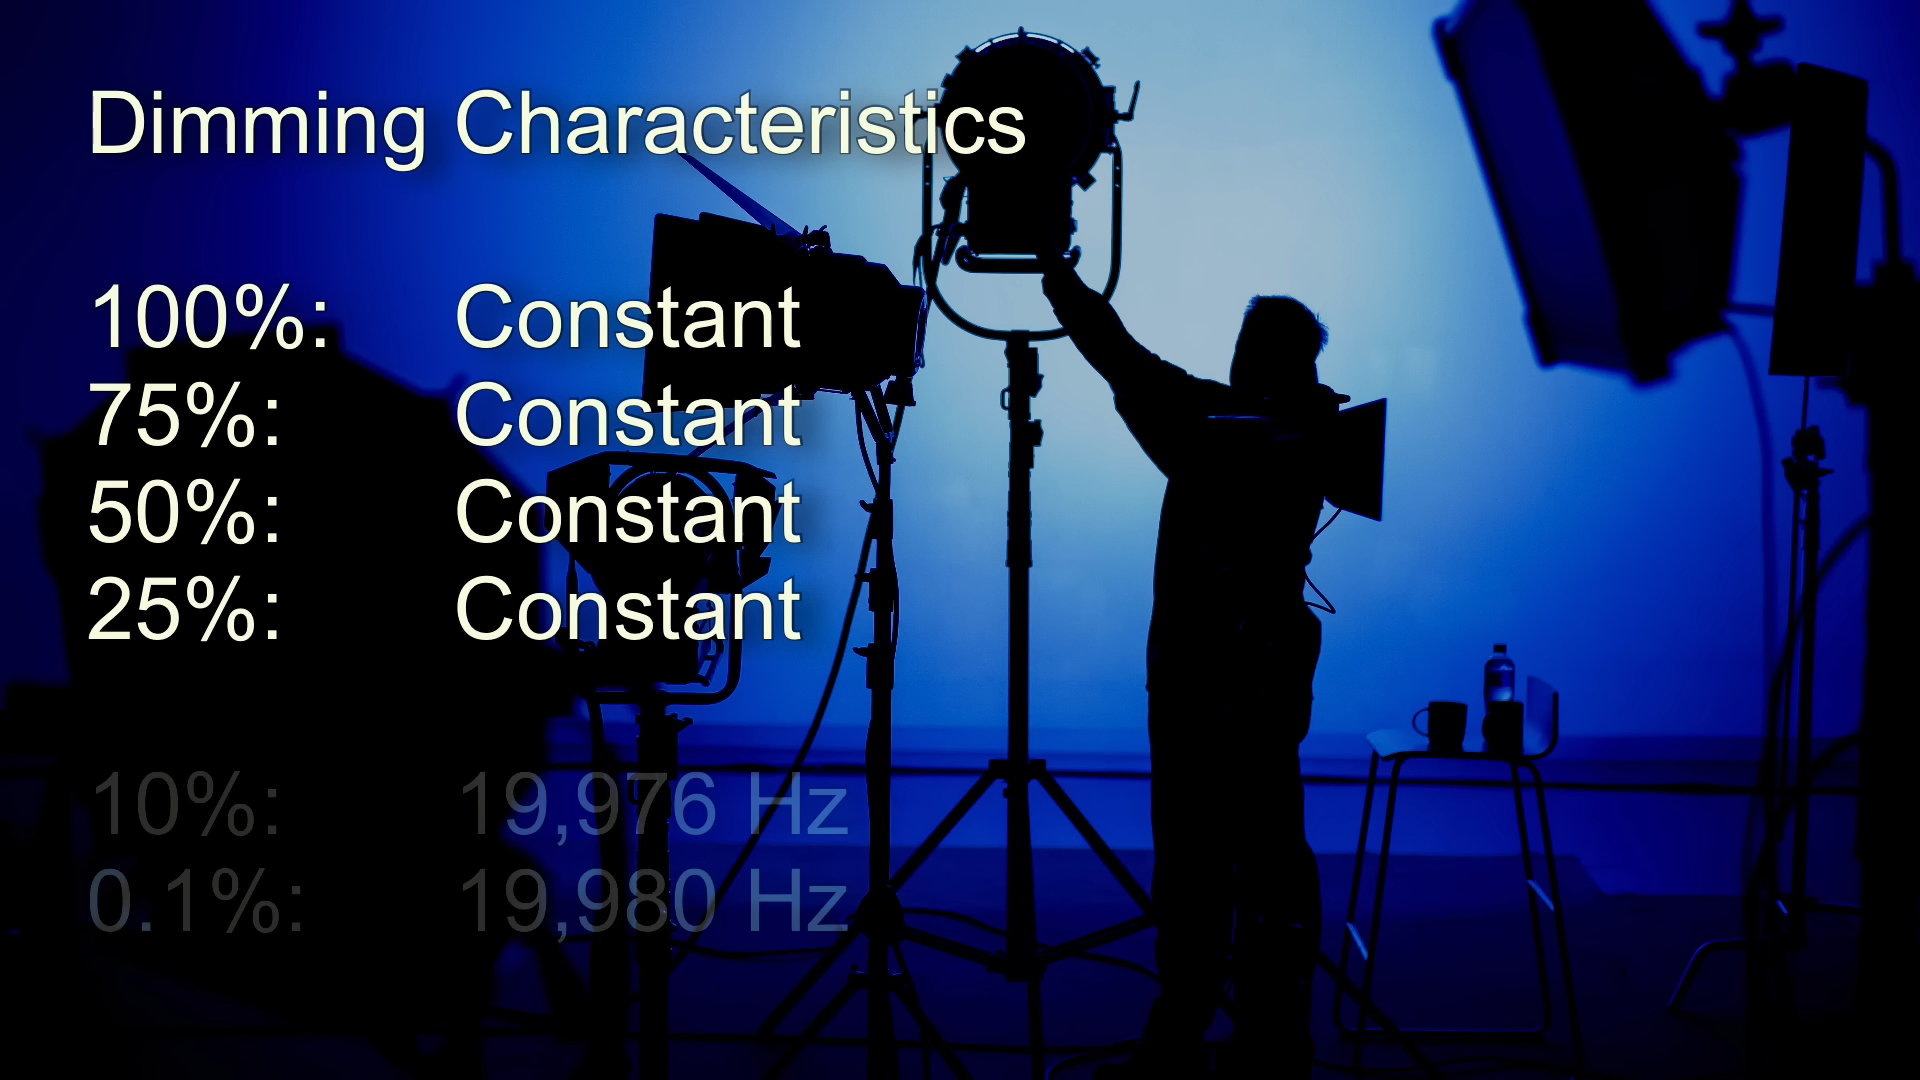 Dimming Characteristics
100%: Constant
75%: Constant
50%: Constant
25%: Constant
10%: 19,976 Hz
0.1%: 19,980 Hz